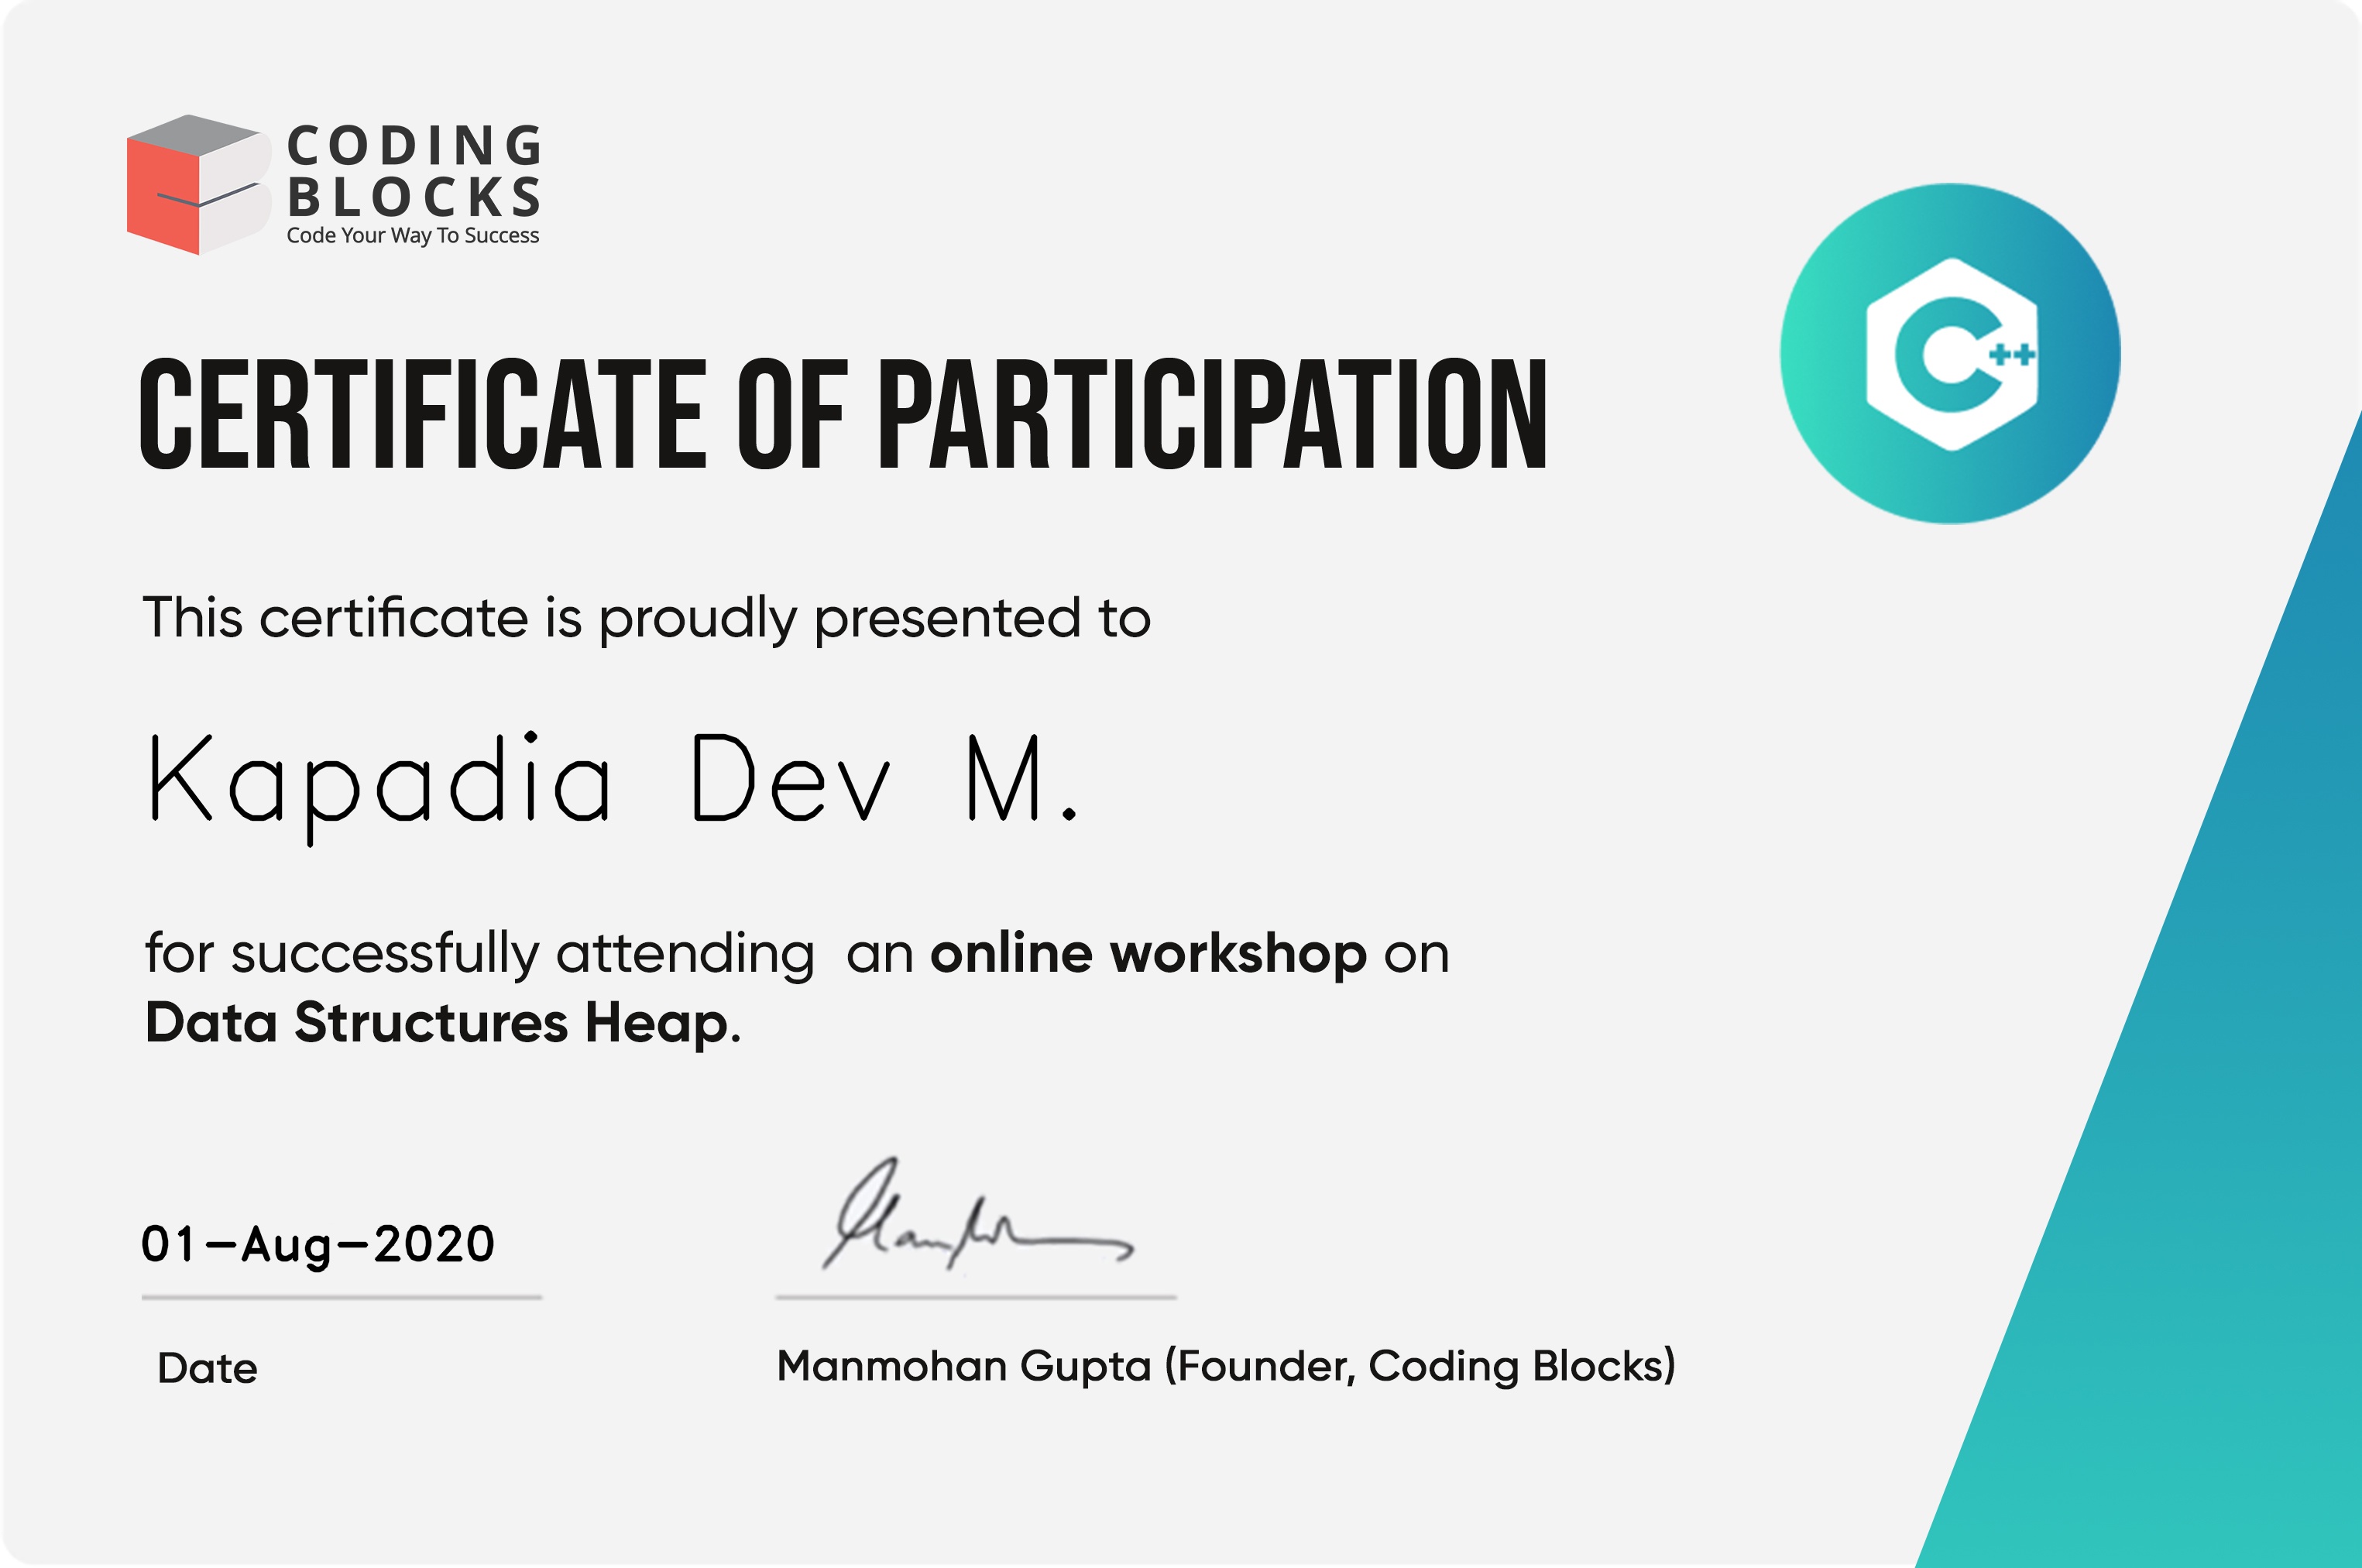 CODING
BLOCKS
Code Your Way To Success
C++
CERTIFICATE OF PARTICIPATION
This certificate is proudly presented to
Kapadia Dev M.
for successfully attending an online workshop on
Data Structures Heap.
01-Aug-2020
Date
Manmohan Gupta (Founder, Coding Blocks)